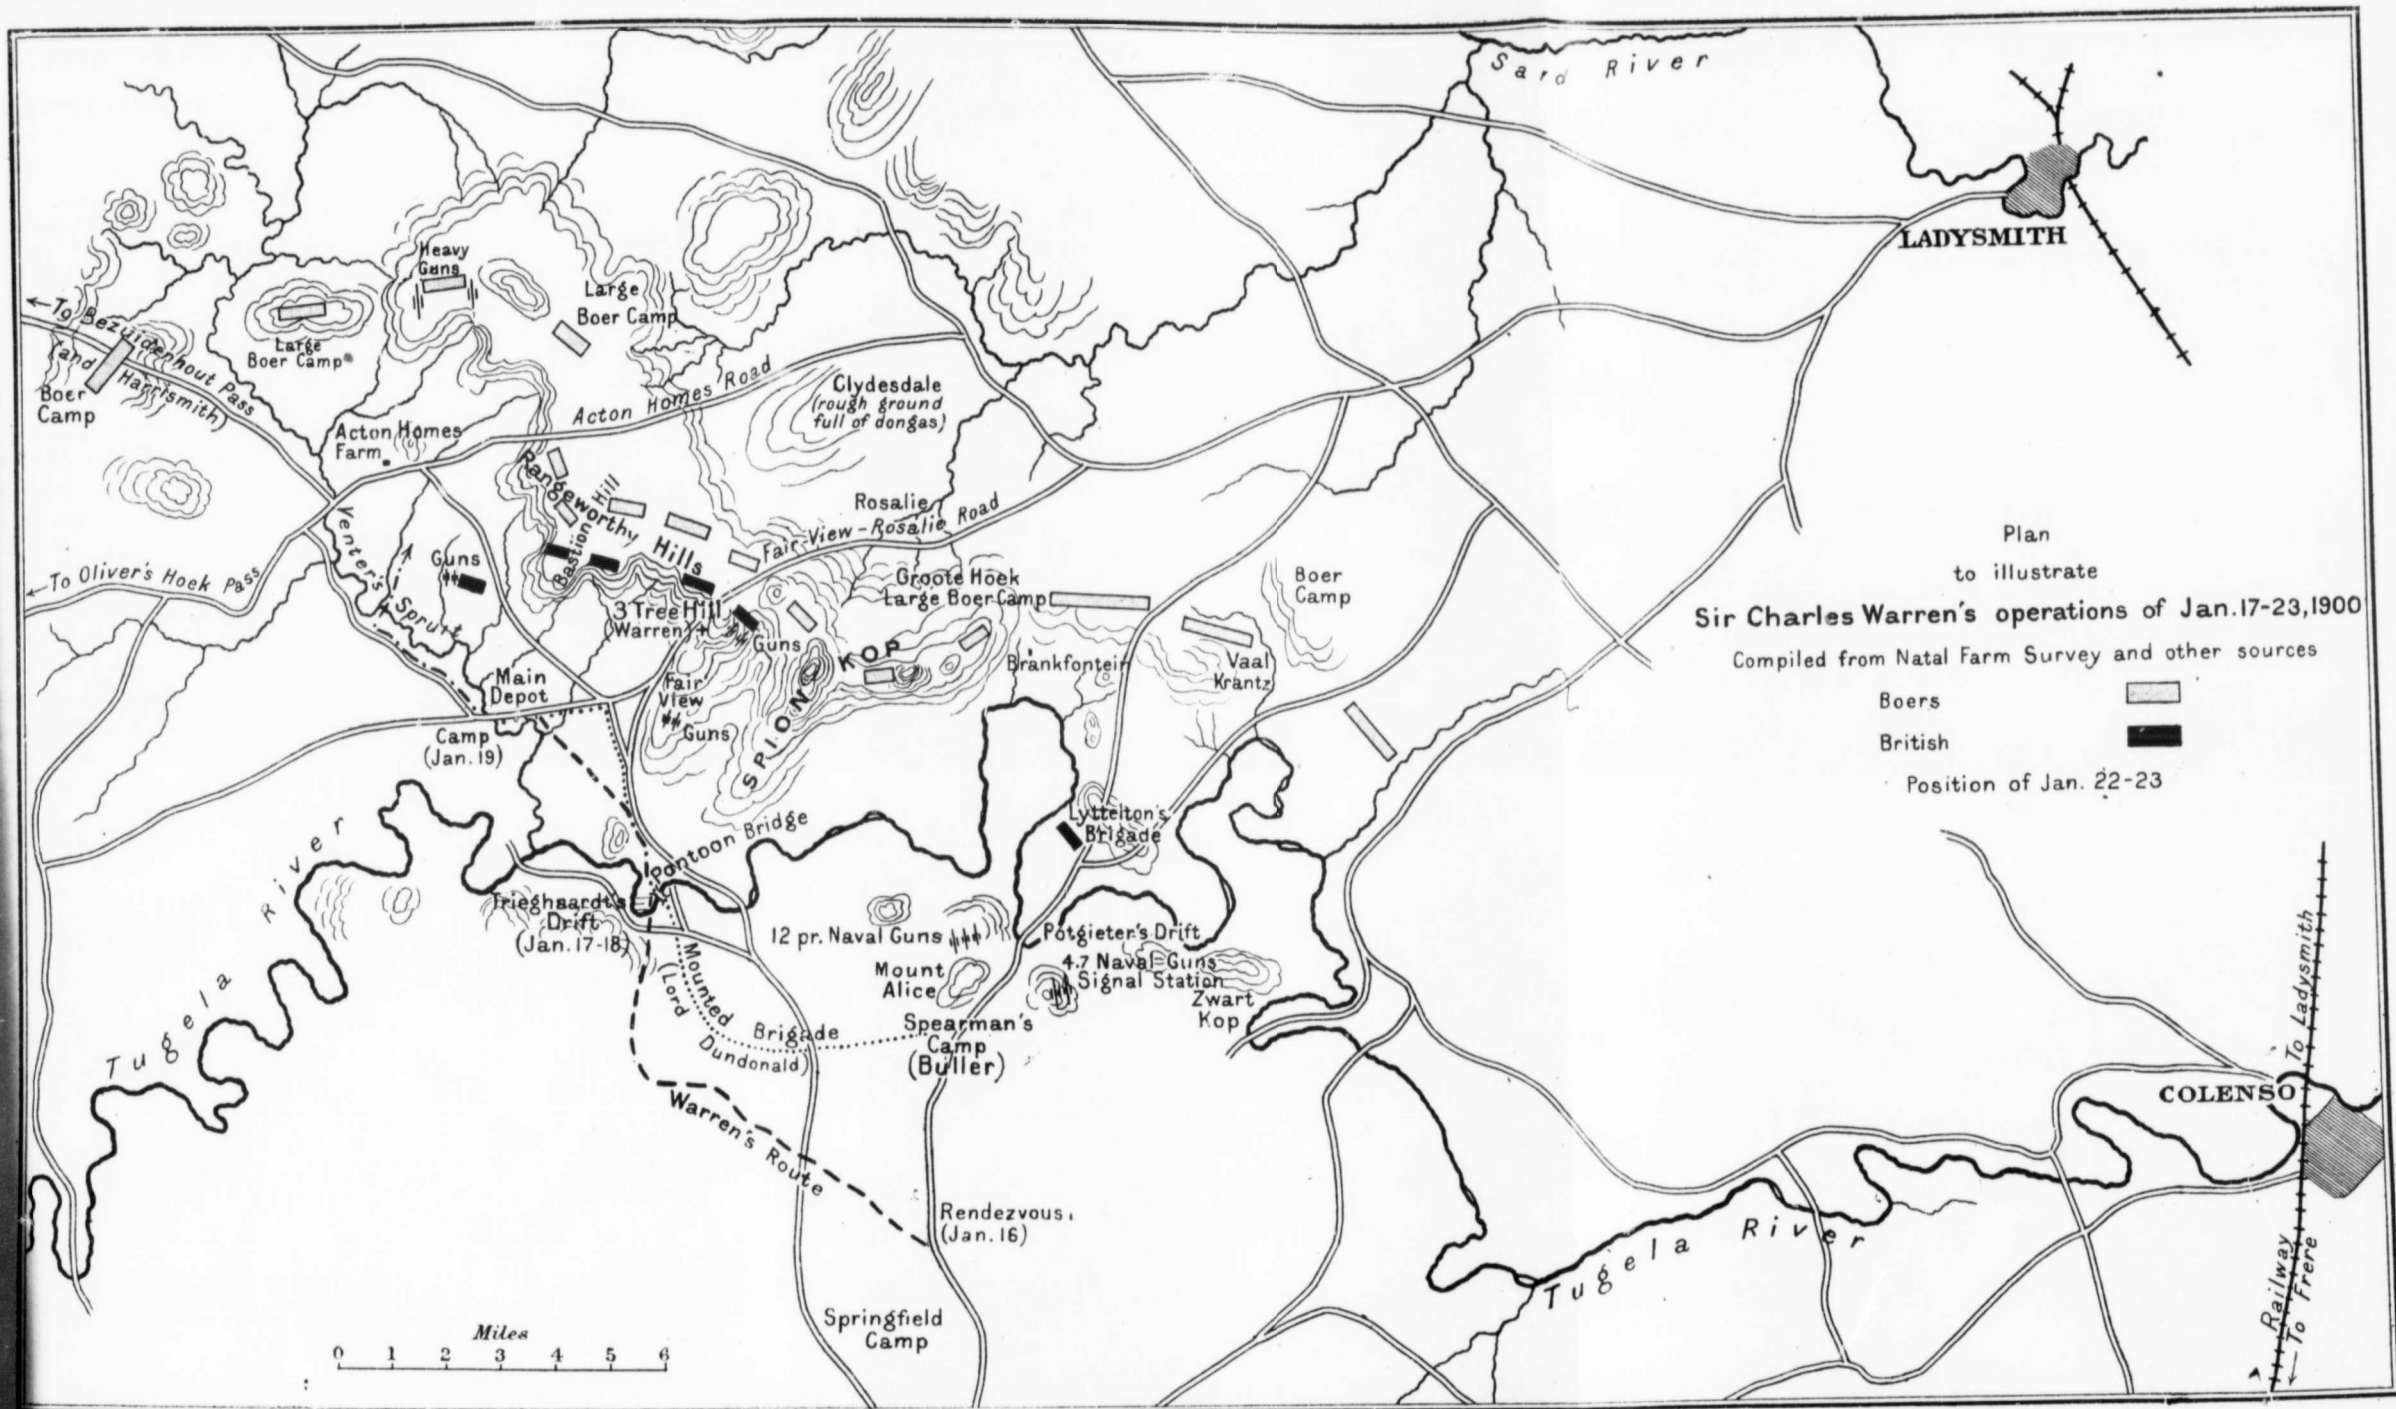 Sand River
LADYSMITH
Heavy
Guns
Large
Boer Camp
Large
Boer Camp
←To Bezuidenhout Pass
(and Harrismith)
Boer
Camp
Acton Homes Road
Acton Homes
Farm
Clydesdale
(rough ground
full of dongas)
Rangeworthy Hills
Bastion Hill
Rosalie
Fair View-Rosalie Road
Venter's Spruit
Guns
←To Oliver's Hoek Pass
3 Tree Hill
(Warren)
Guns
Groote Hoek
Large Boer Camp
Boer
Camp
Brankfontein
Vaal
Krantz
SPION KOP
Fair
View
Guns
Main
Depot
Camp
(Jan. 19)
Plan
to illustrate
Sir Charles Warren's operations of Jan. 17-23, 1900
Compiled from Natal Farm Survey and other sources
Boers
British
Position of Jan. 22-23
Lyttelton's
Brigade
Pontoon Bridge
Trieghaardt's
Drift
(Jan. 17-18)
Tugela River
12 pr. Naval Guns
Mount
Alice
Potgieter's Drift
4.7 Naval Guns
Signal Station
Zwart
Kop
Mounted Brigade
(Lord Dundonald)
Spearman's
Camp
(Buller)
Warren's Route
Rendezvous
(Jan. 16)
Springfield
Camp
COLENSO
To Ladysmith
Tugela River
Railway
←To Frere
Miles
0 1 2 3 4 5 6